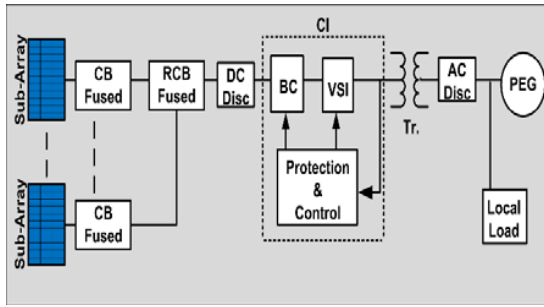 CI
Sub-Array
CB
Fused
RCB
Fused
DC
Disc
BC
VSI
Tr.
AC
Disc
PEG
Protection
&
Control
Sub-Array
CB
Fused
Local
Load